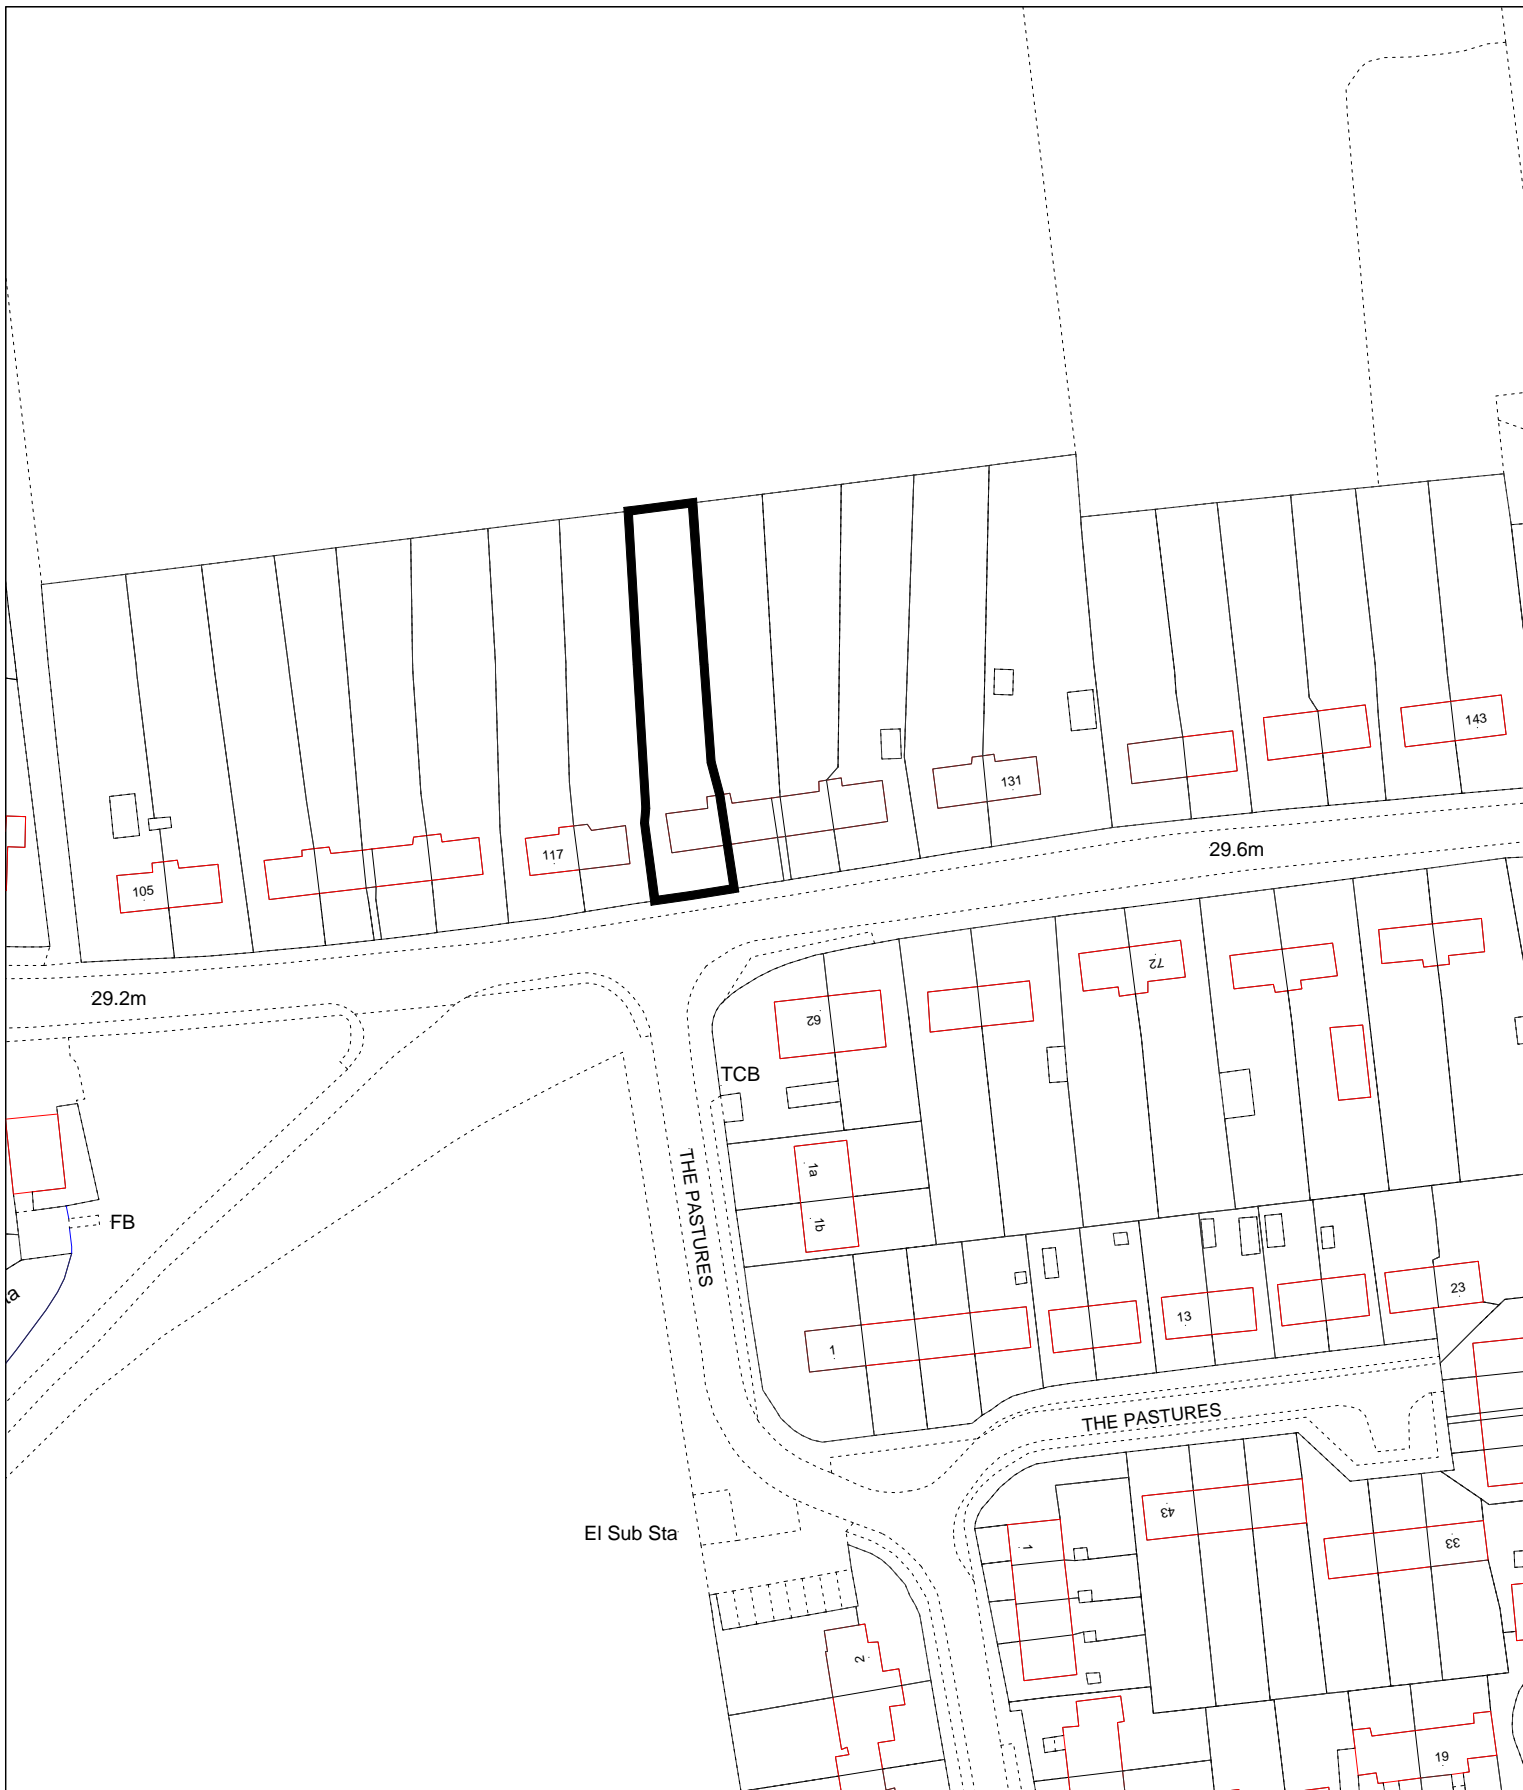 143
131
29.6m
117
105
72
29.2m
62
TCB
1a
THE PASTURES
1b
FB
23
13
1
THE PASTURES
43
El Sub Sta
1
33
2
19